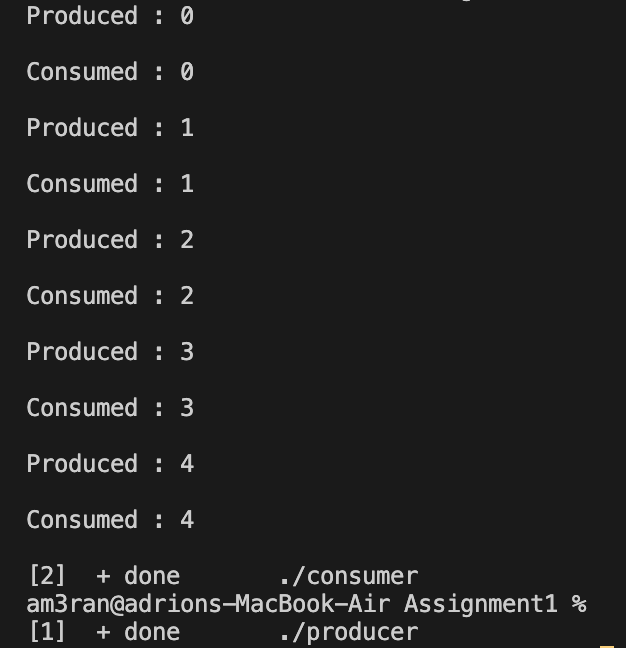 Produced : 0
Consumed : 0
Produced : 1
Consumed : 1
Produced : 2
Consumed : 2
Produced : 3
Consumed : 3
Produced : 4
Consumed : 4
[2]  + done       ./consumer
am3ran@adrions-MacBook-Air Assignment1 %
[1]  + done       ./producer